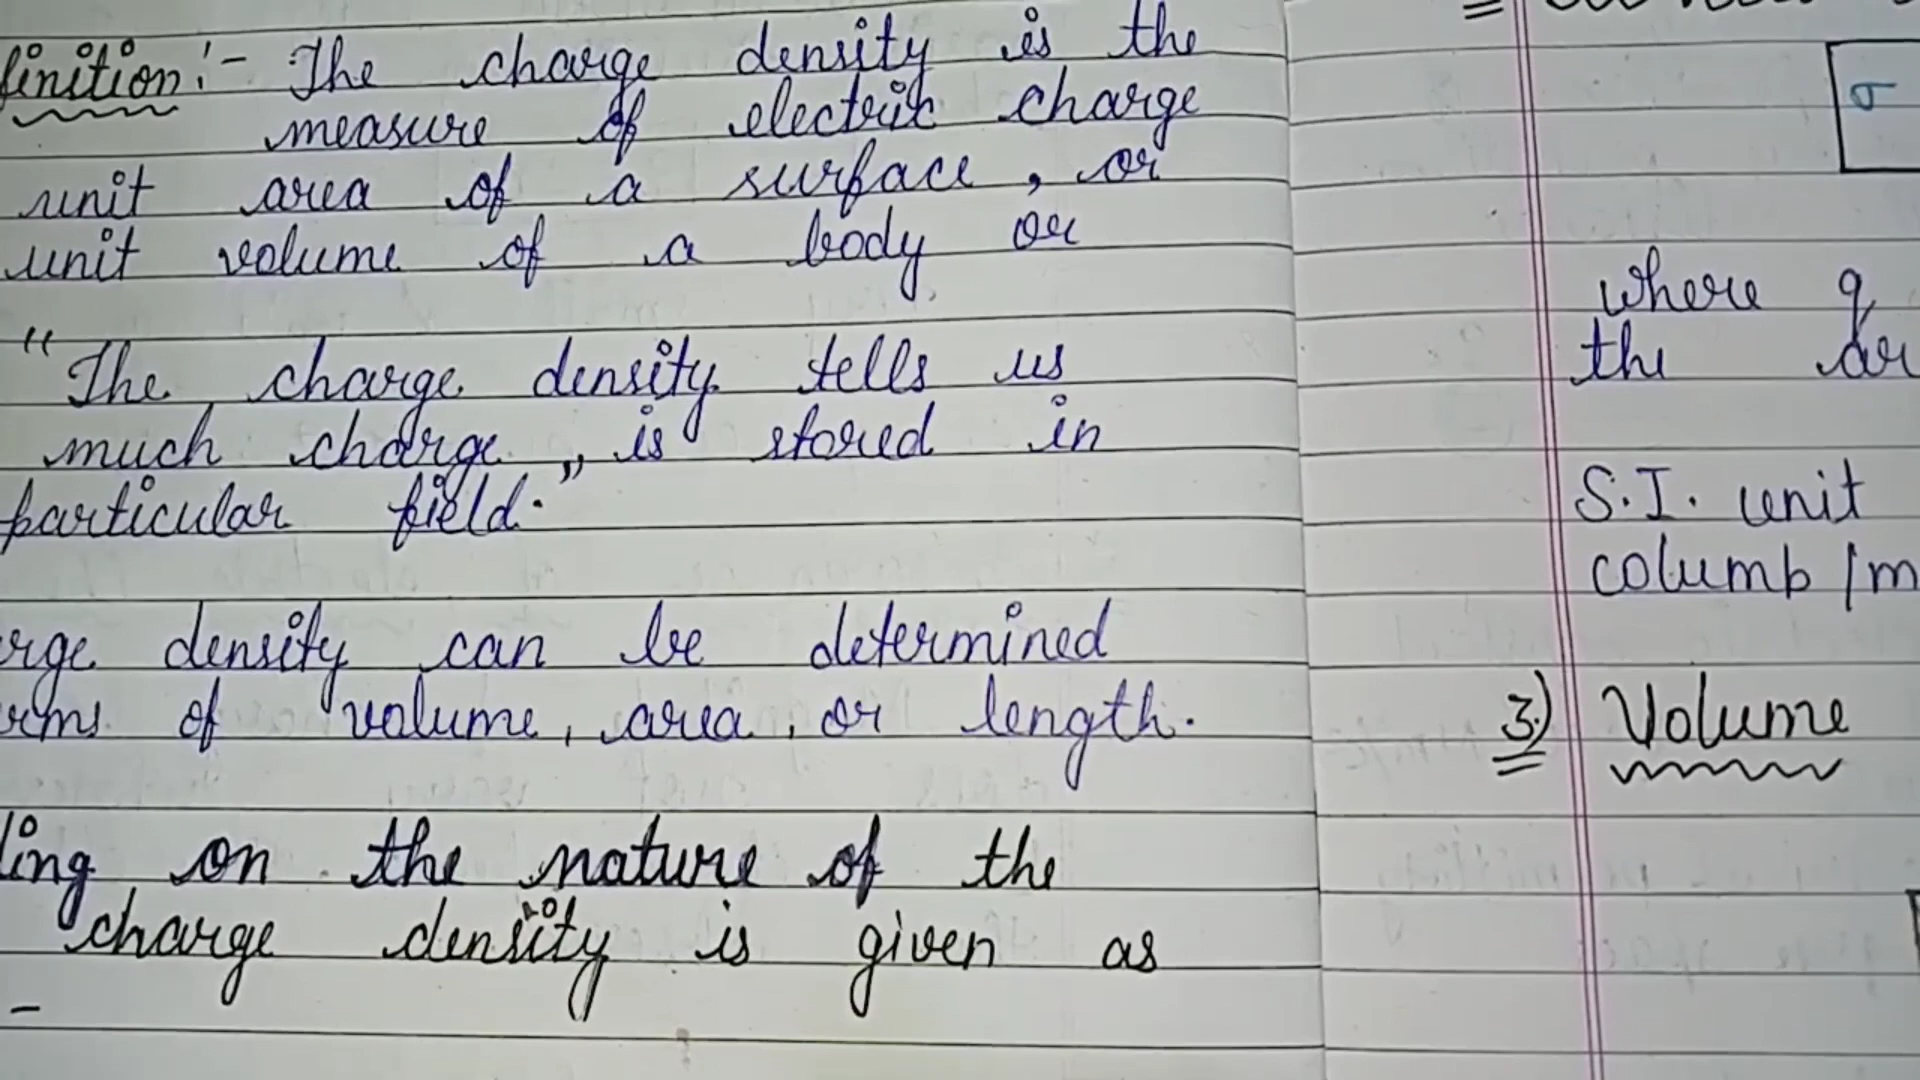 finition:- The charge density is the
measure of electric charge
unit area of a surface, or
unit volume of a body or
"The charge density tells us
much charge, is stored in
particular field."
rge density can be determined
rms of volume, area, or length.
ding on the nature of the
charge density is given as
-
σ
where q
the ar
S.I. unit
columb /m
3) Volume